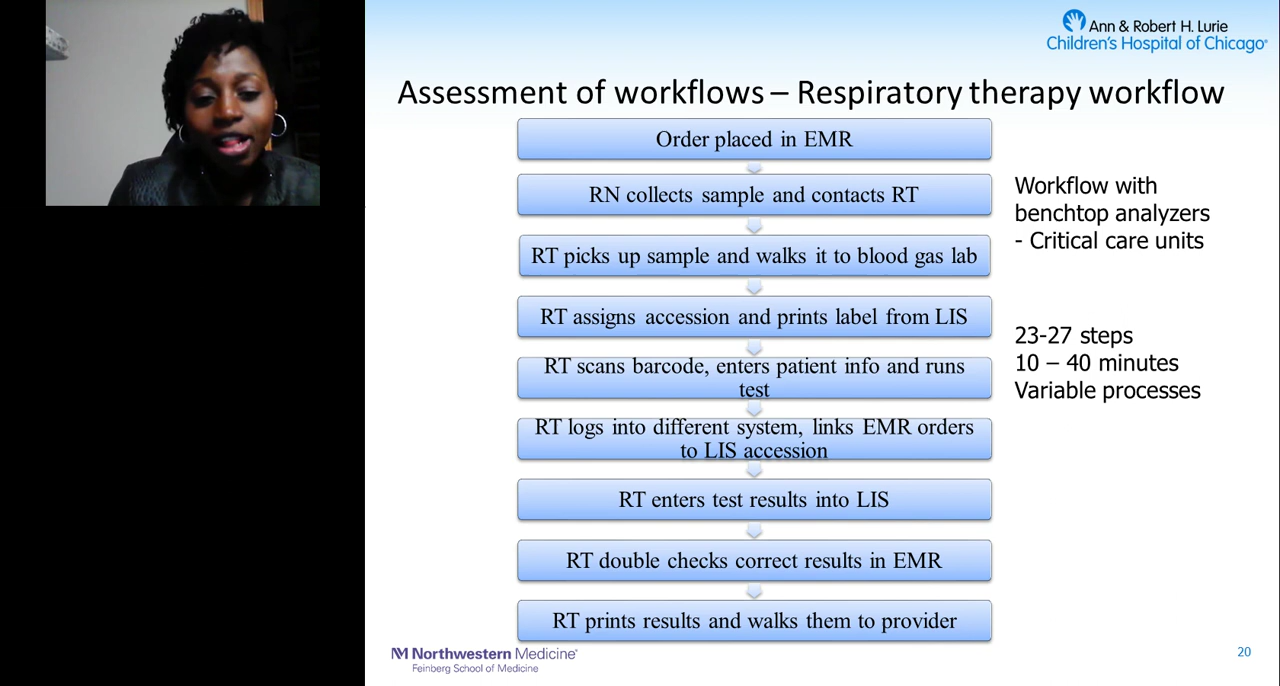 Ann & Robert H. Lurie
Children's Hospital of Chicago®
Assessment of workflows – Respiratory therapy workflow
Order placed in EMR
RN collects sample and contacts RT
RT picks up sample and walks it to blood gas lab
RT assigns accession and prints label from LIS
RT scans barcode, enters patient info and runs
test
RT logs into different system, links EMR orders
to LIS accession
RT enters test results into LIS
RT double checks correct results in EMR
RT prints results and walks them to provider
Workflow with
benchtop analyzers
- Critical care units
23-27 steps
10 – 40 minutes
Variable processes
M Northwestern Medicine®
Feinberg School of Medicine
20